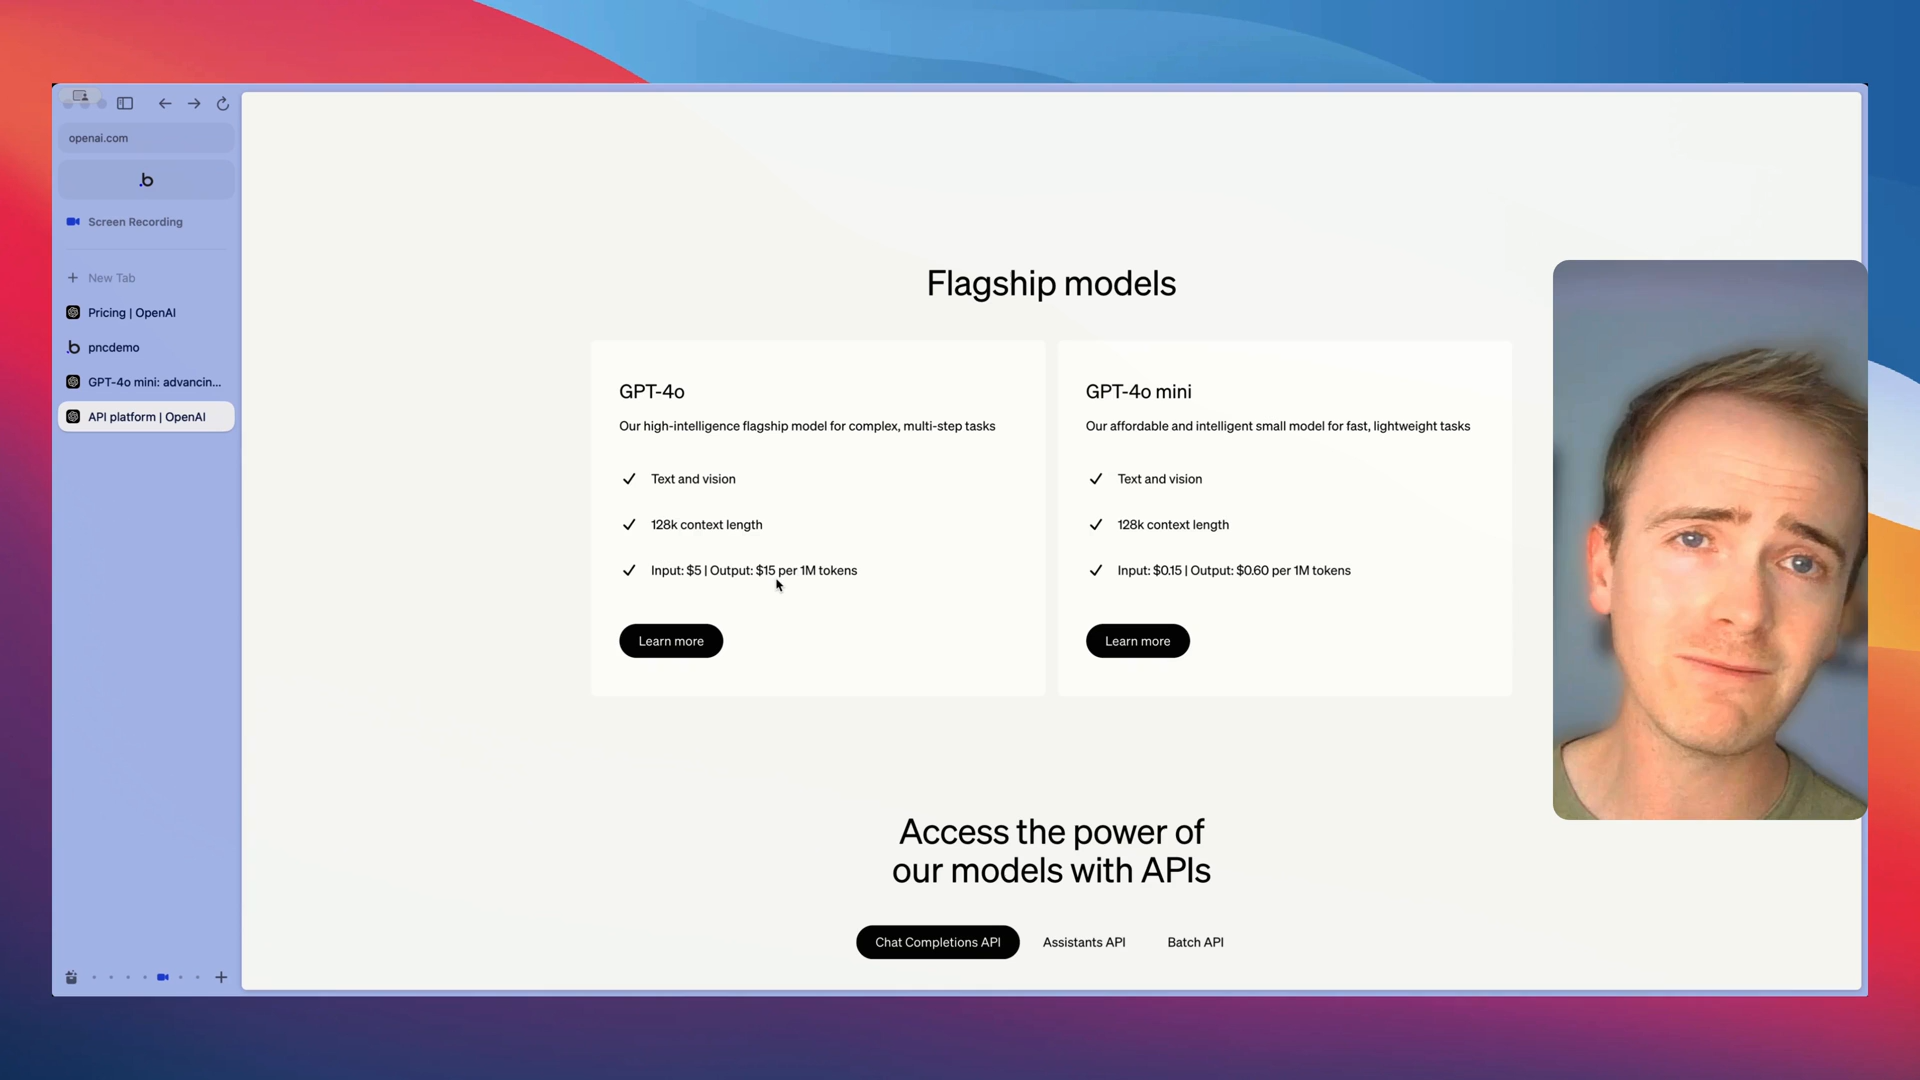 openai.com
.b
Screen Recording
New Tab
Pricing | OpenAI
.b pncdemo
GPT-4o mini: advancin...
API platform | OpenAI
Flagship models
GPT-4o
Our high-intelligence flagship model for complex, multi-step tasks
Text and vision
128k context length
Input: $5 | Output: $15 per 1M tokens
Learn more
GPT-4o mini
Our affordable and intelligent small model for fast, lightweight tasks
Text and vision
128k context length
Input: $0.15 | Output: $0.60 per 1M tokens
Learn more
Access the power of
our models with APIs
Chat Completions API
Assistants API
Batch API